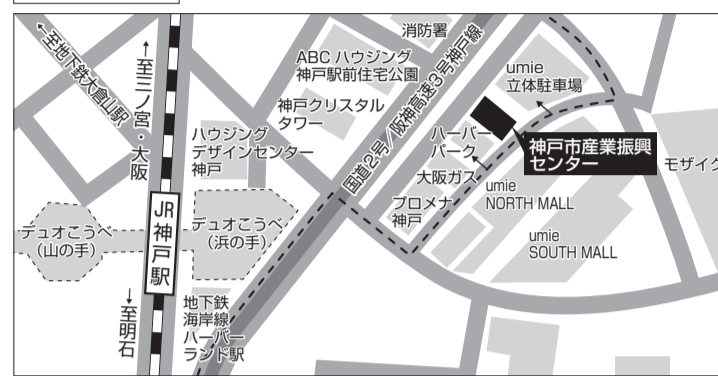 消防署
至地下鉄大倉山駅
至三ノ宮・大阪
ABC ハウジング
神戸駅前住宅公園
国道2号／阪神高速3号神戸線
umie
立体駐車場
神戸クリスタル
タワー
ハウジング
デザインセンター
神戸
ハーバー
パーク
神戸市産業振興
センター
モザイク
大阪ガス
umie
NORTH MALL
プロメナ
神戸
JR神戸駅
デュオこうべ
(山の手)
デュオこうべ
(浜の手)
umie
SOUTH MALL
至明石
地下鉄
海岸線
ハーバー
ランド駅